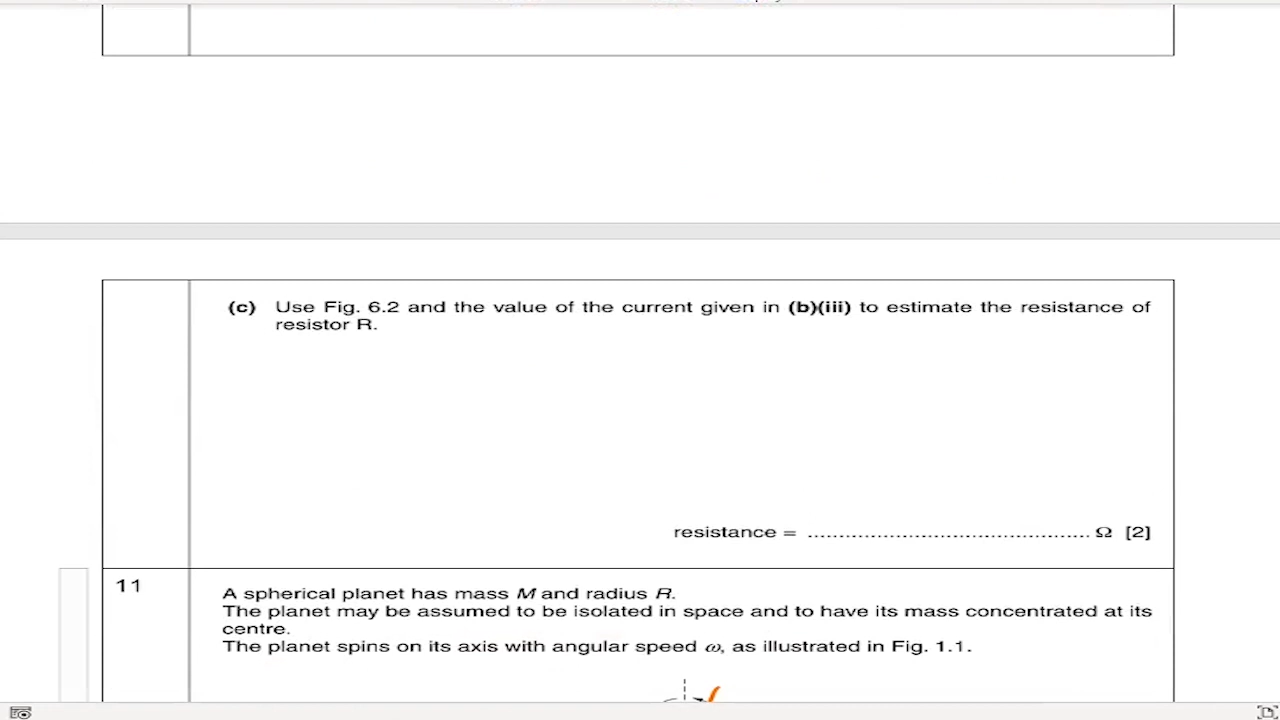 (c) Use Fig. 6.2 and the value of the current given in (b)(iii) to estimate the resistance of
resistor R.
resistance = ............................................ Ω [2]
11
A spherical planet has mass M and radius R.
The planet may be assumed to be isolated in space and to have its mass concentrated at its
centre.
The planet spins on its axis with angular speed ω, as illustrated in Fig. 1.1.